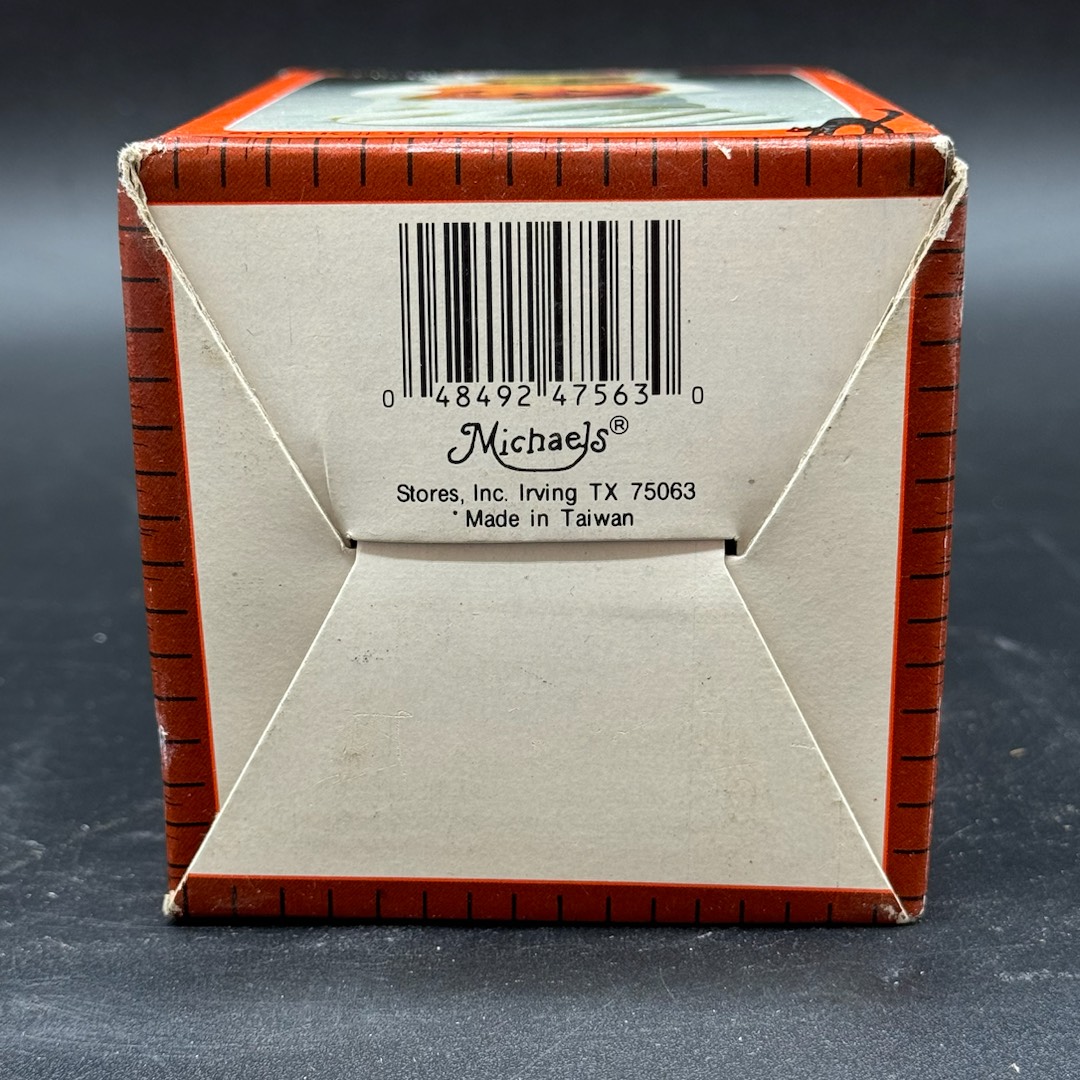 0 48492 47563 0
Michaels®
Stores, Inc. Irving TX 75063
Made in Taiwan